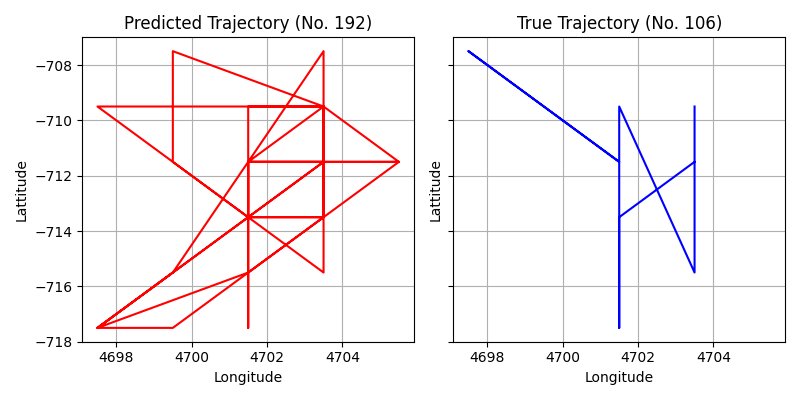 Predicted Trajectory (No. 192)
Lattitude
−708
−710
−712
−714
−716
−718
4698 4700 4702 4704
Longitude
True Trajectory (No. 106)
Lattitude
4698 4700 4702 4704
Longitude